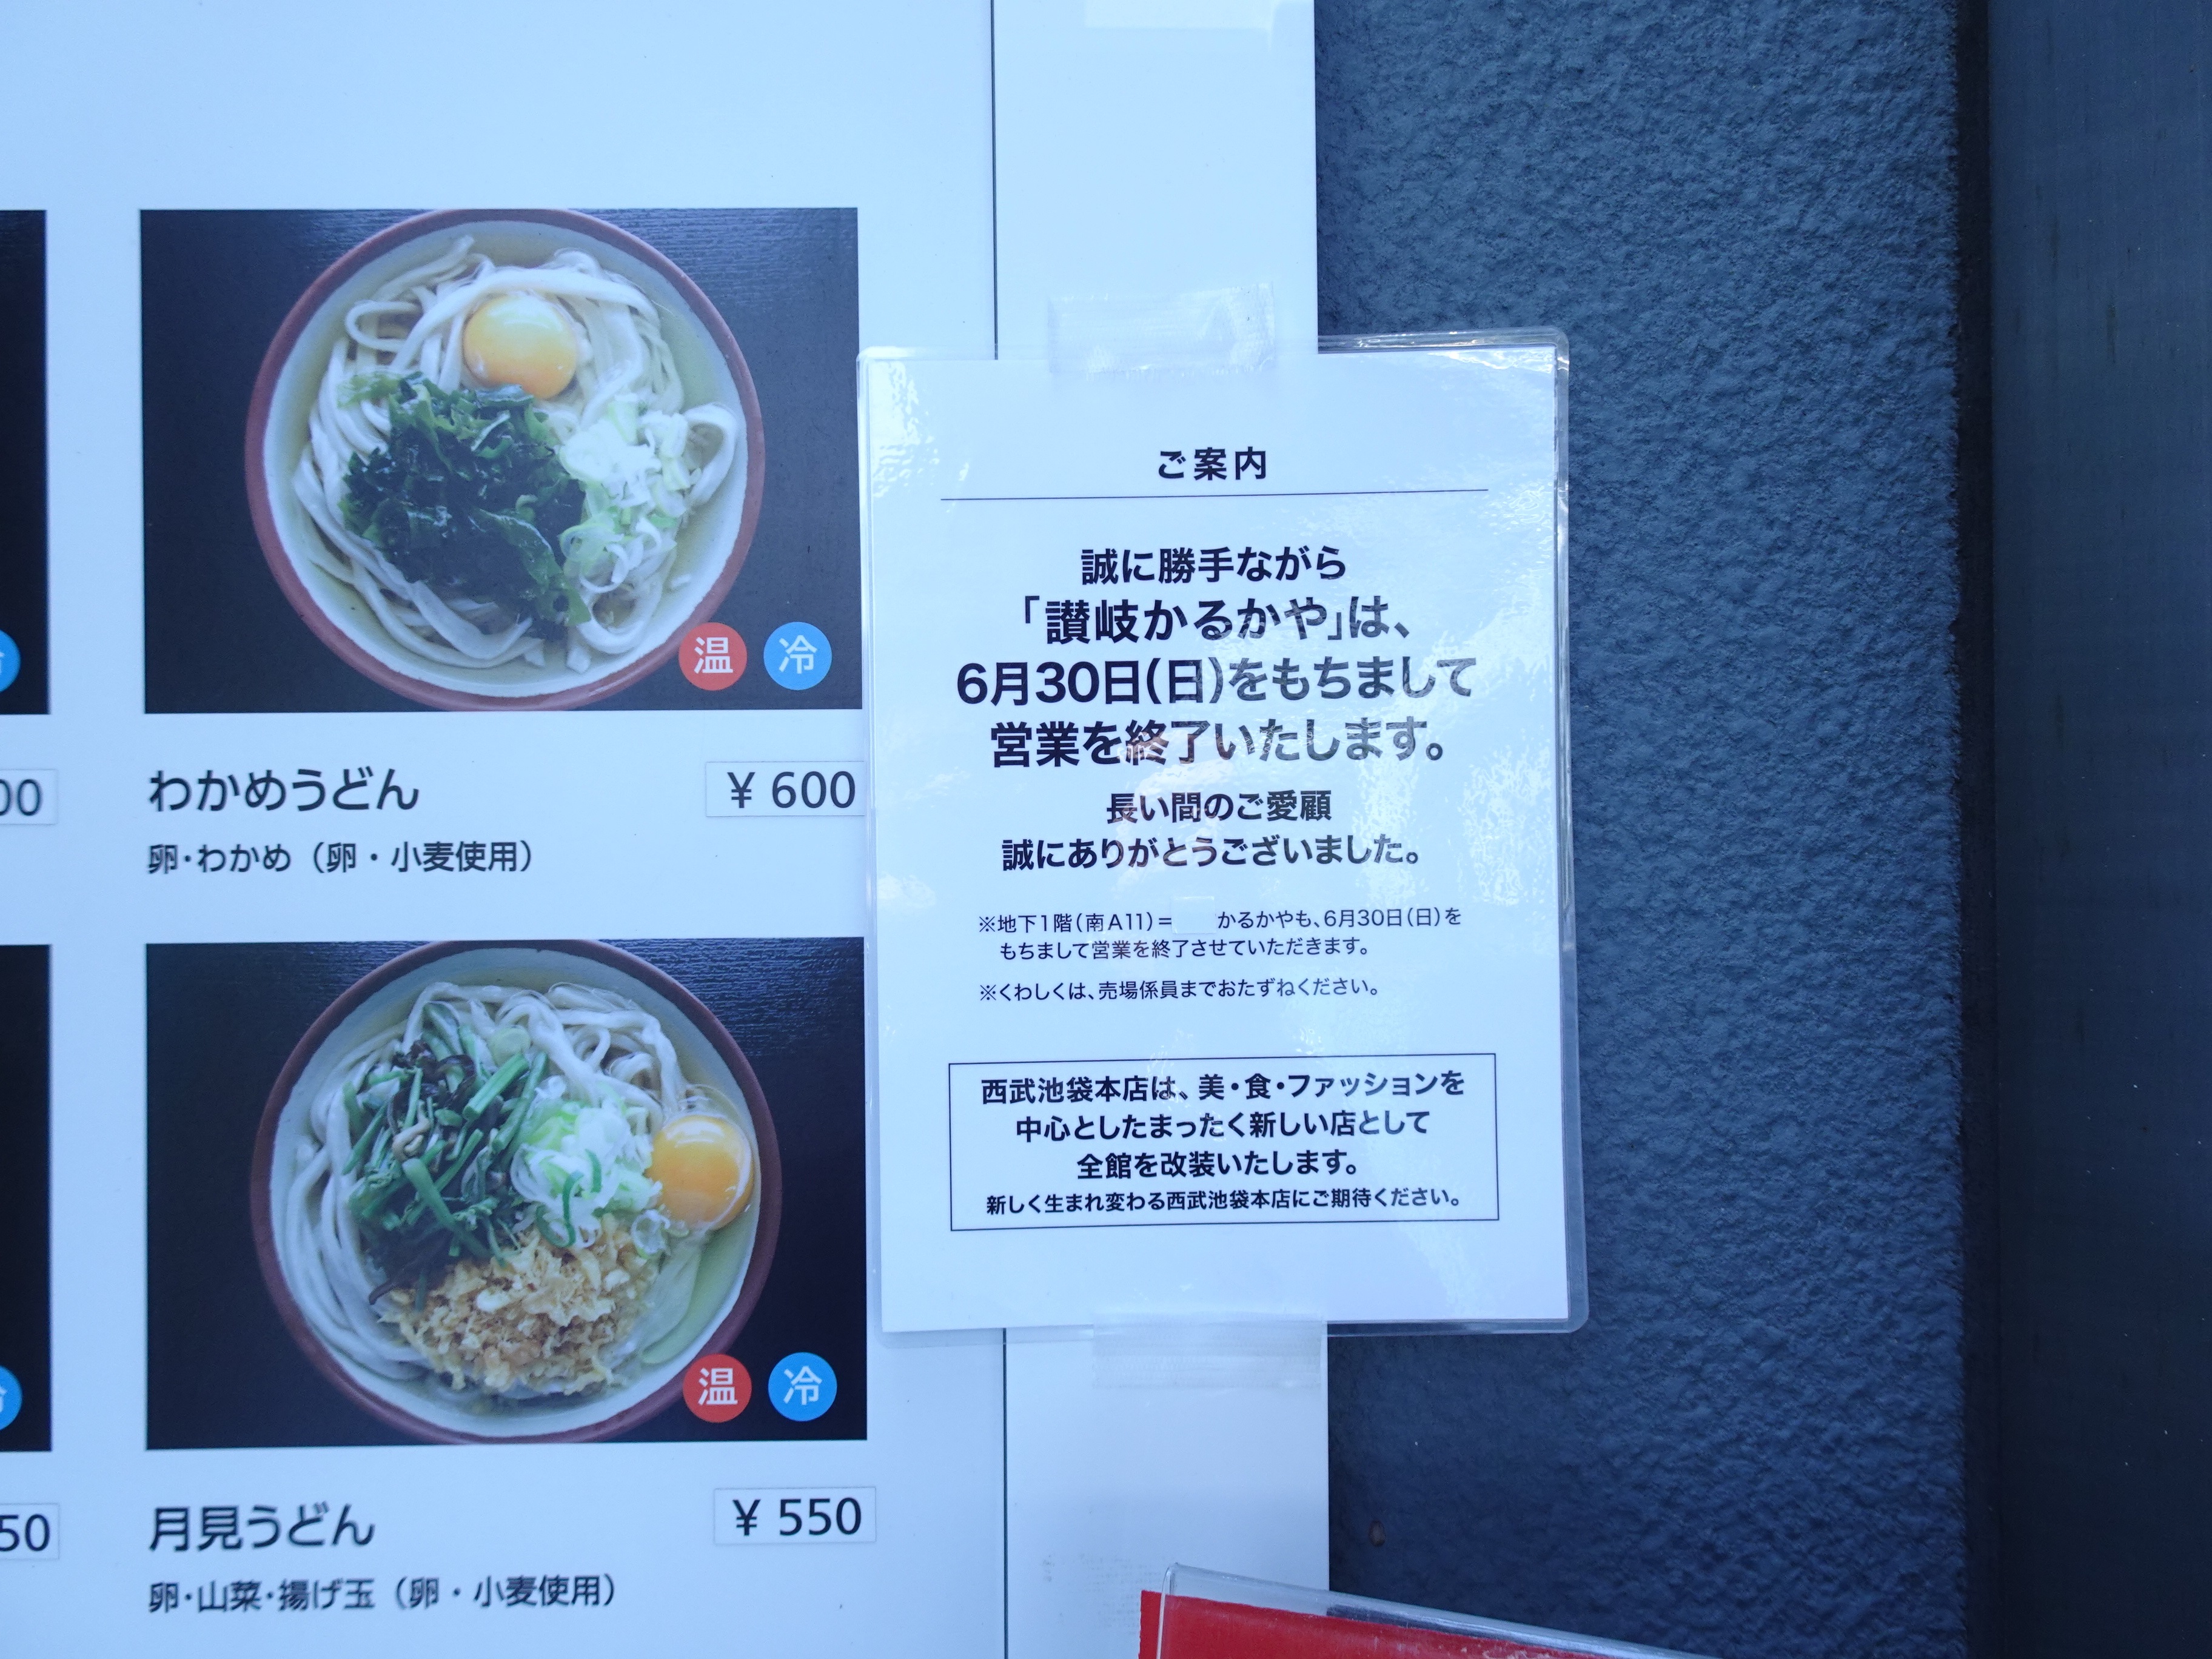 温 冷
わかめうどん ¥ 600
卵･わかめ（卵・小麦使用）
温 冷
月見うどん ¥ 550
卵･山菜･揚げ玉（卵・小麦使用）
00
50
ご案内
誠に勝手ながら
「讃岐かるかや」は、
6月30日(日)をもちまして
営業を終了いたします。
長い間のご愛顧
誠にありがとうございました。
※地下1階(南A11)＝ かるかやも、6月30日(日)を
もちまして営業を終了させていただきます。
※くわしくは、売場係員までおたずねください。
西武池袋本店は、美・食・ファッションを
中心としたまったく新しい店として
全館を改装いたします。
新しく生まれ変わる西武池袋本店にご期待ください。